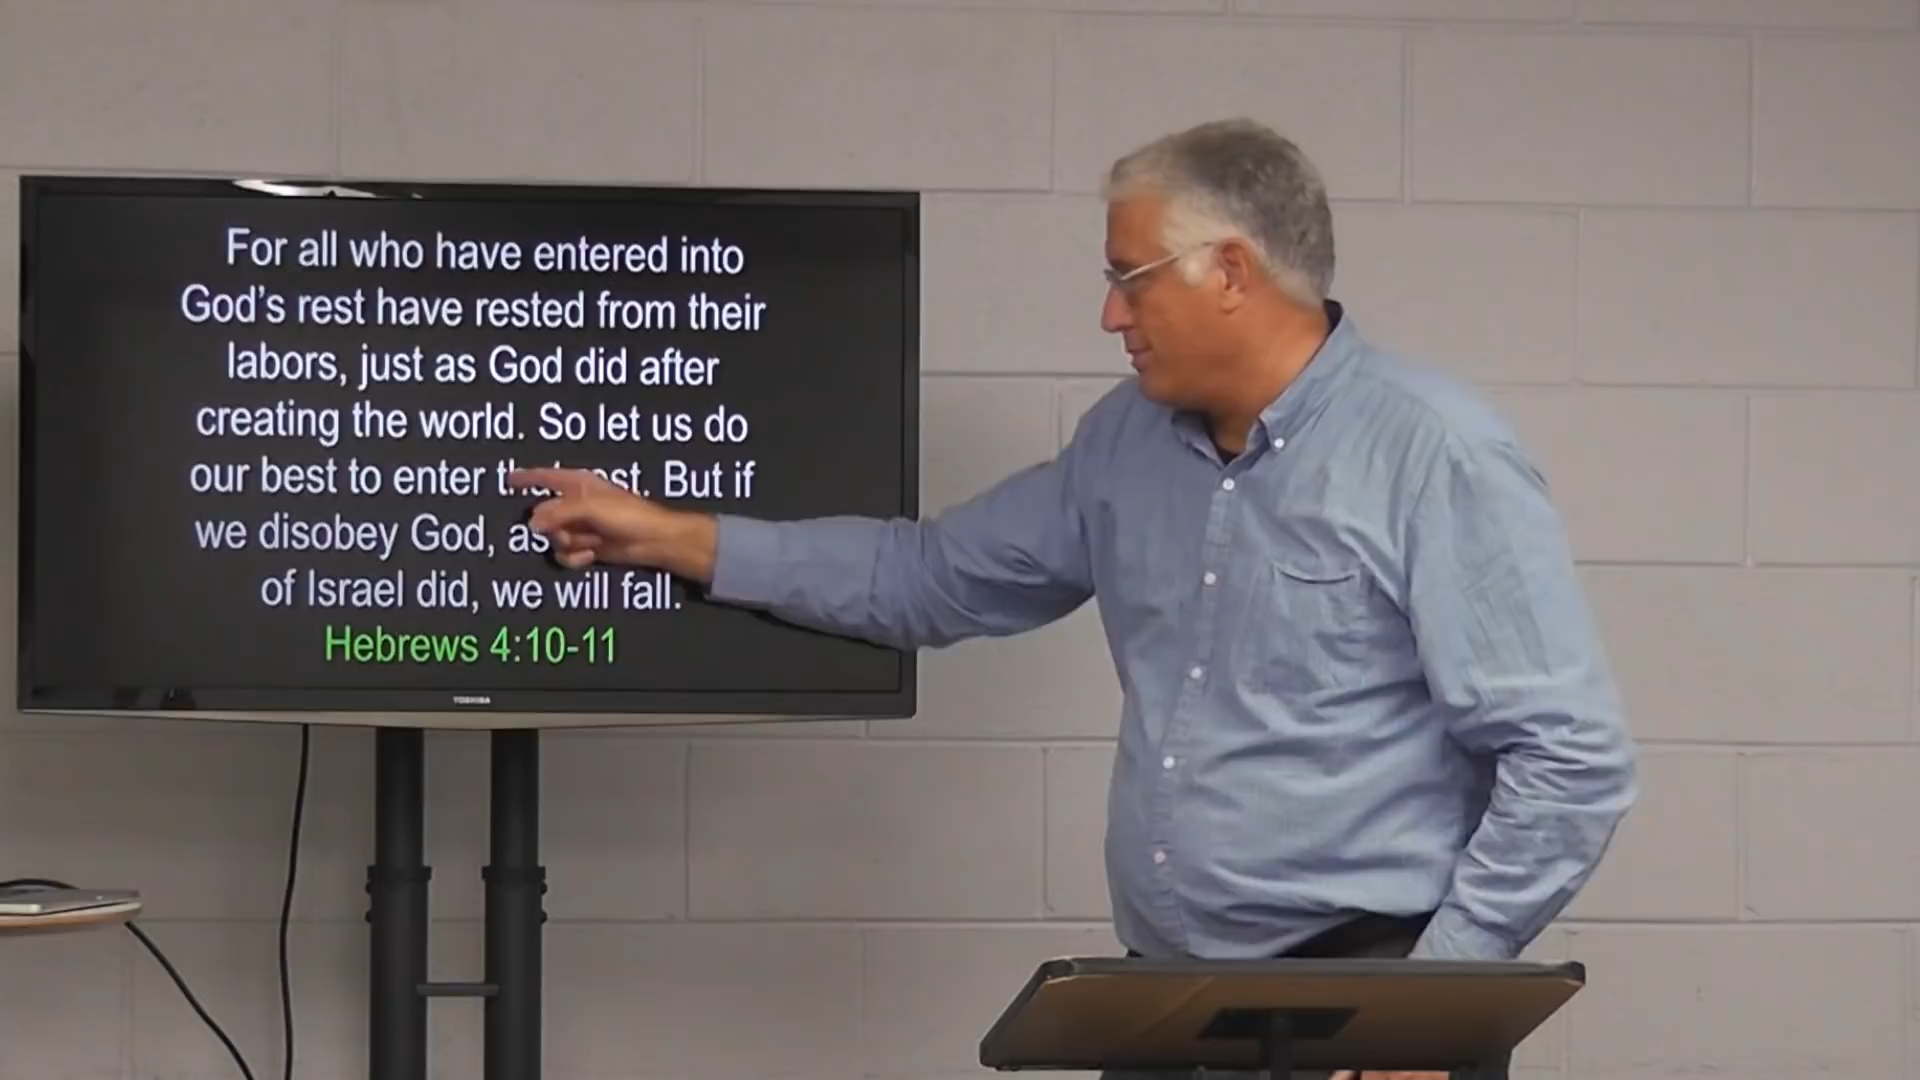 For all who have entered into
God's rest have rested from their
labors, just as God did after
creating the world. So let us do
our best to enter that rest. But if
we disobey God, as
of Israel did, we will fall.
Hebrews 4:10-11
TOSHIBA